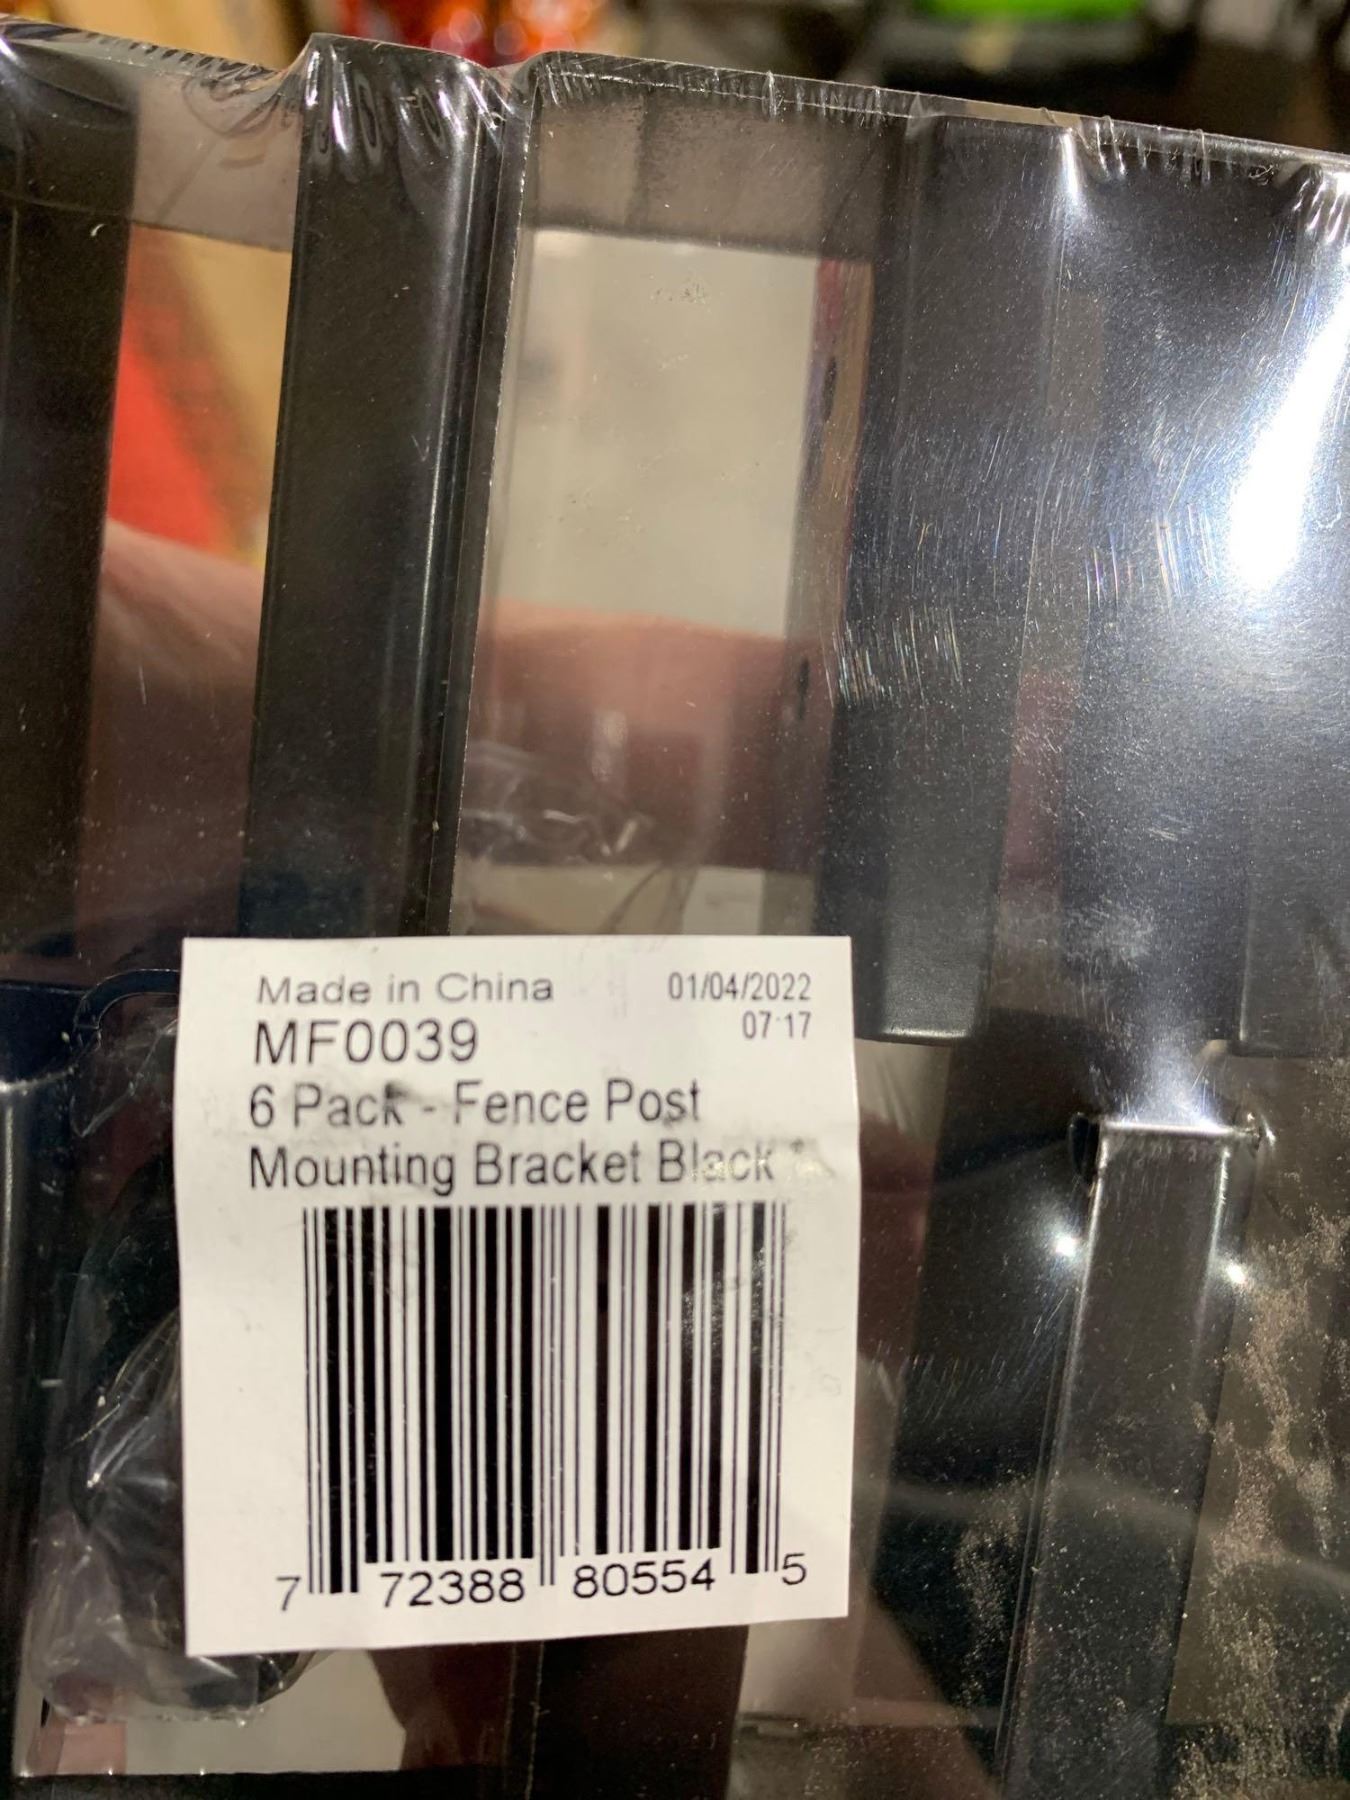 Made in China 01/04/2022
07:17
MF0039
6 Pack - Fence Post
Mounting Bracket Black
7 72388 80554 5